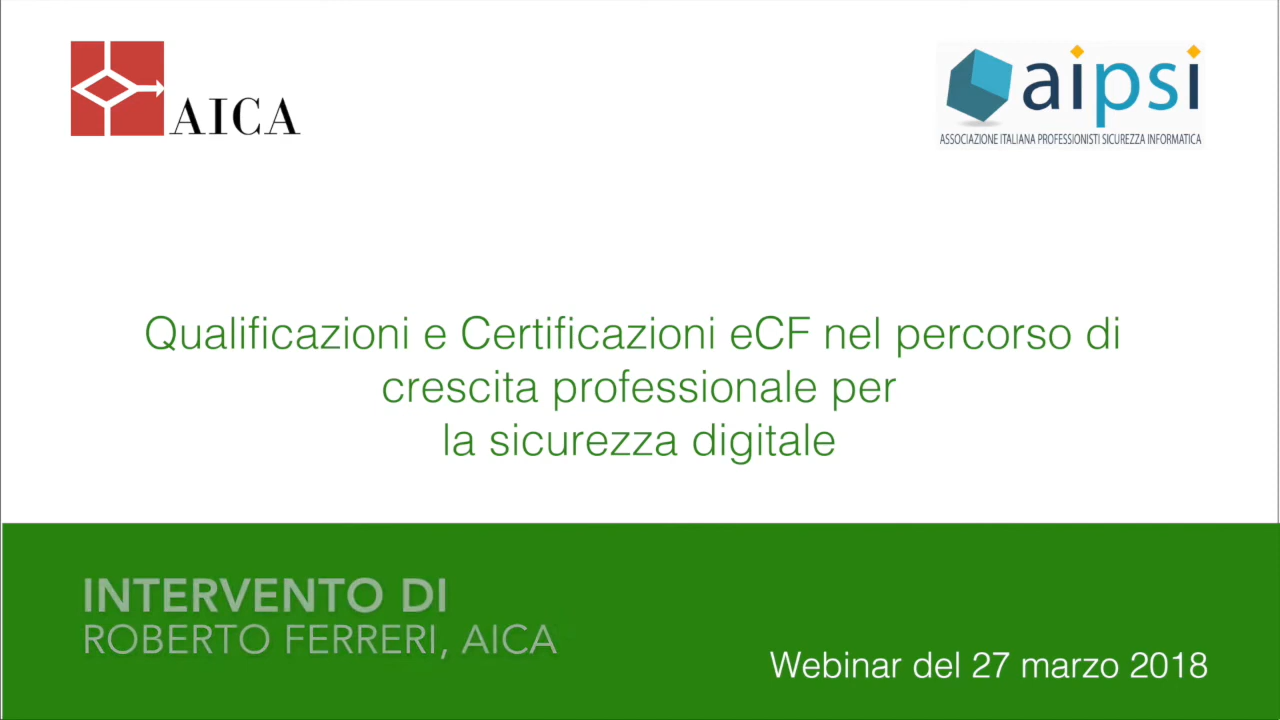 AICA
aipsi
ASSOCIAZIONE ITALIANA PROFESSIONISTI SICUREZZA INFORMATICA
Qualificazioni e Certificazioni eCF nel percorso di
crescita professionale per
la sicurezza digitale
INTERVENTO DI
ROBERTO FERRERI, AICA
Webinar del 27 marzo 2018